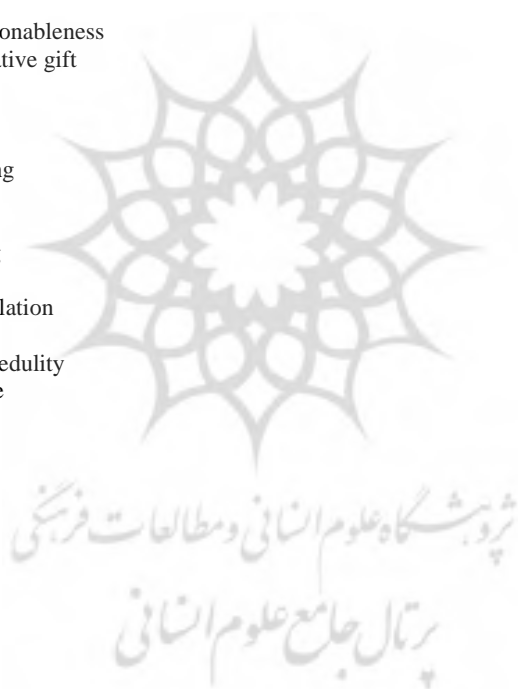 onableness
ative gift
ng
lation
edulity
e
پژوهشگاه علوم انسانی و مطالعات فرهنگی
پرتال جامع علوم انسانی